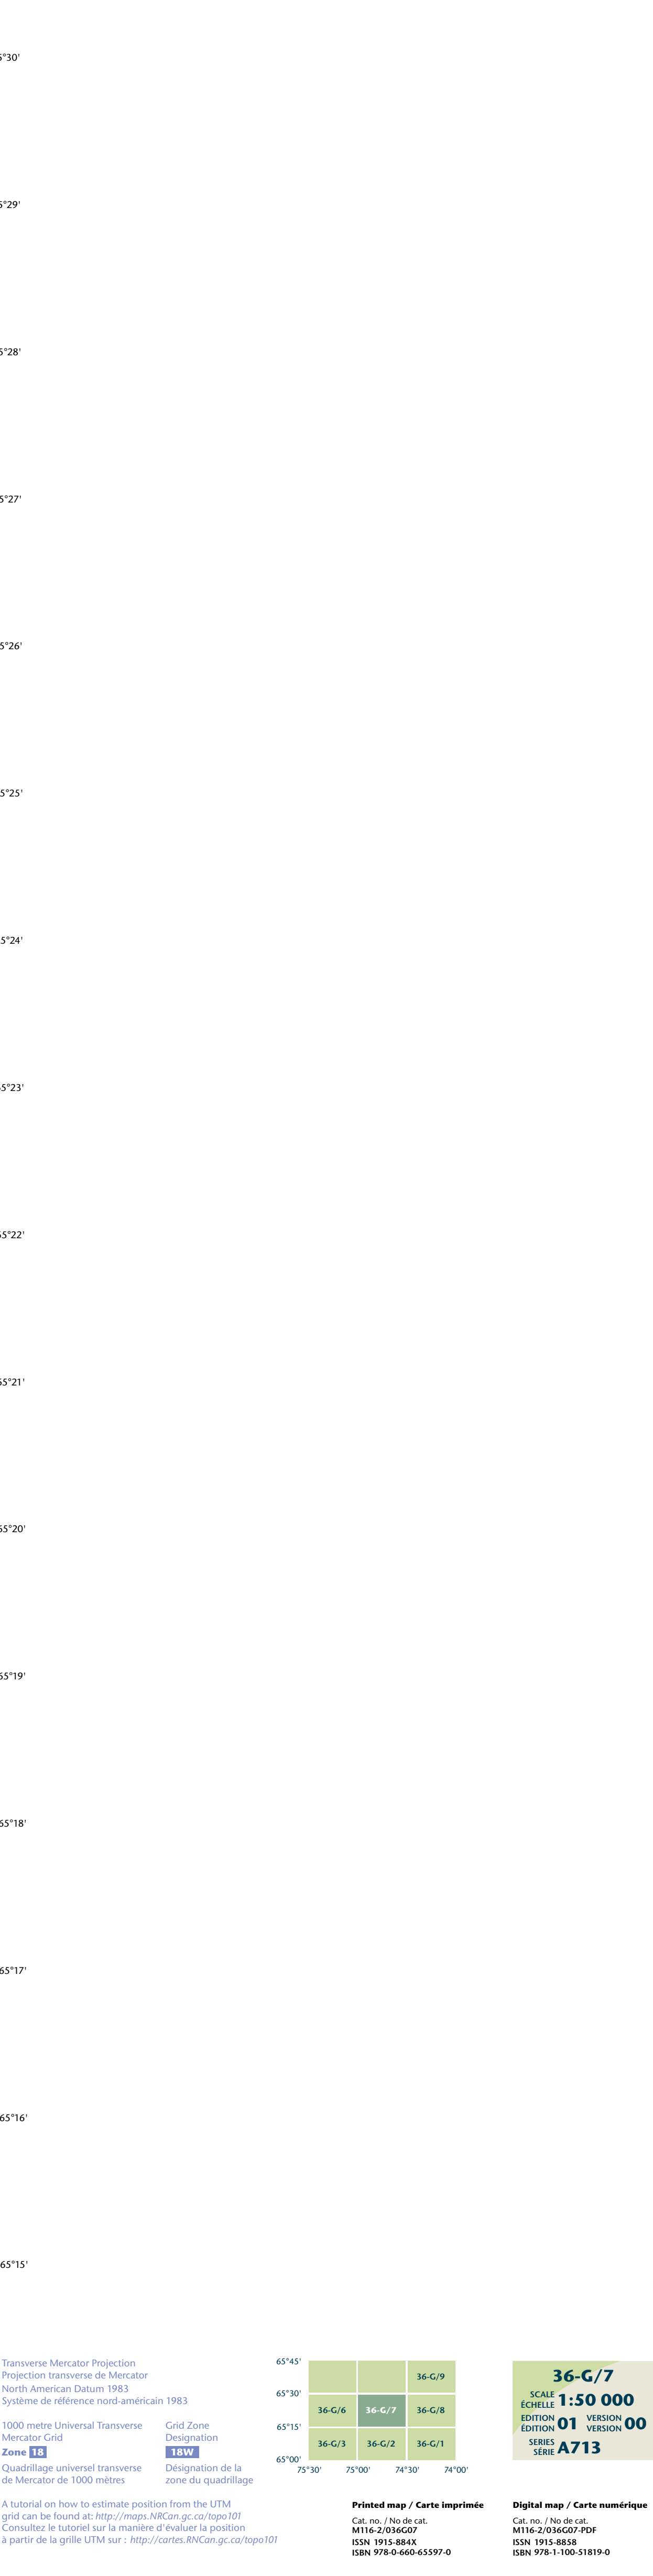 5°30'
5°29'
5°28'
5°27'
5°26'
5°25'
5°24'
5°23'
65°22'
65°21'
65°20'
65°19'
65°18'
65°17'
65°16'
65°15'
Transverse Mercator Projection
Projection transverse de Mercator
North American Datum 1983
Système de référence nord-américain 1983
1000 metre Universal Transverse
Mercator Grid
Zone 18
Quadrillage universel transverse
de Mercator de 1000 mètres
Grid Zone
Designation
18W
Désignation de la
zone du quadrillage
A tutorial on how to estimate position from the UTM
grid can be found at: http://maps.NRCan.gc.ca/topo101
Consultez le tutoriel sur la manière d'évaluer la position
à partir de la grille UTM sur : http://cartes.RNCan.gc.ca/topo101
65°45'
36-G/9
65°30'
36-G/6 36-G/7 36-G/8
65°15'
36-G/3 36-G/2 36-G/1
65°00'
75°30' 75°00' 74°30' 74°00'
Printed map / Carte imprimée
Cat. no. / No de cat.
M116-2/036G07
ISSN 1915-884X
ISBN 978-0-660-65597-0
36-G/7
SCALE
ÉCHELLE 1:50 000
EDITION
ÉDITION 01 VERSION
VERSION 00
SERIES
SÉRIE A713
Digital map / Carte numérique
Cat. no. / No de cat.
M116-2/036G07-PDF
ISSN 1915-8858
ISBN 978-1-100-51819-0